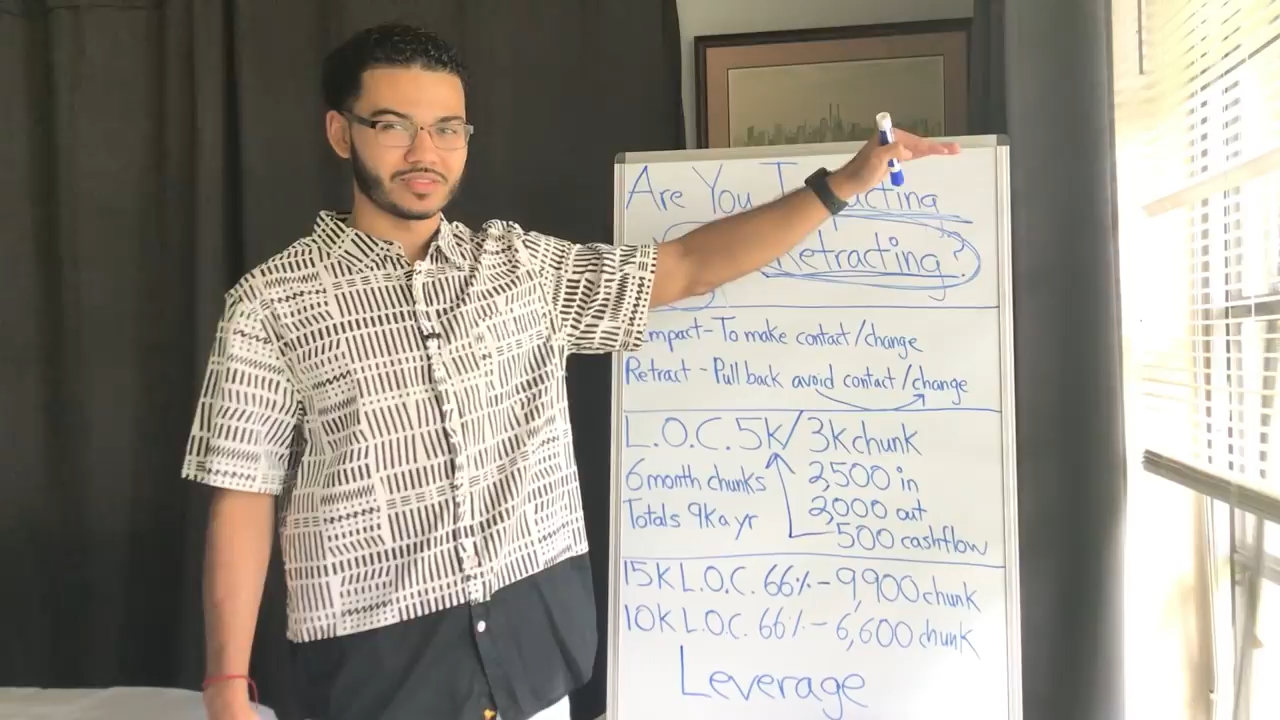 Are You
Retracting?
Impact-To make contact/change
Retract - Pull back avoid contact/change
L.O.C. 5K/3K chunk
6 month chunks
2,500 in
Totals 9K a yr
2,000 out
500 cashflow
15K L.O.C. 66%-9,900 chunk
10K L.O.C. 66%-6,600 chunk
Leverage